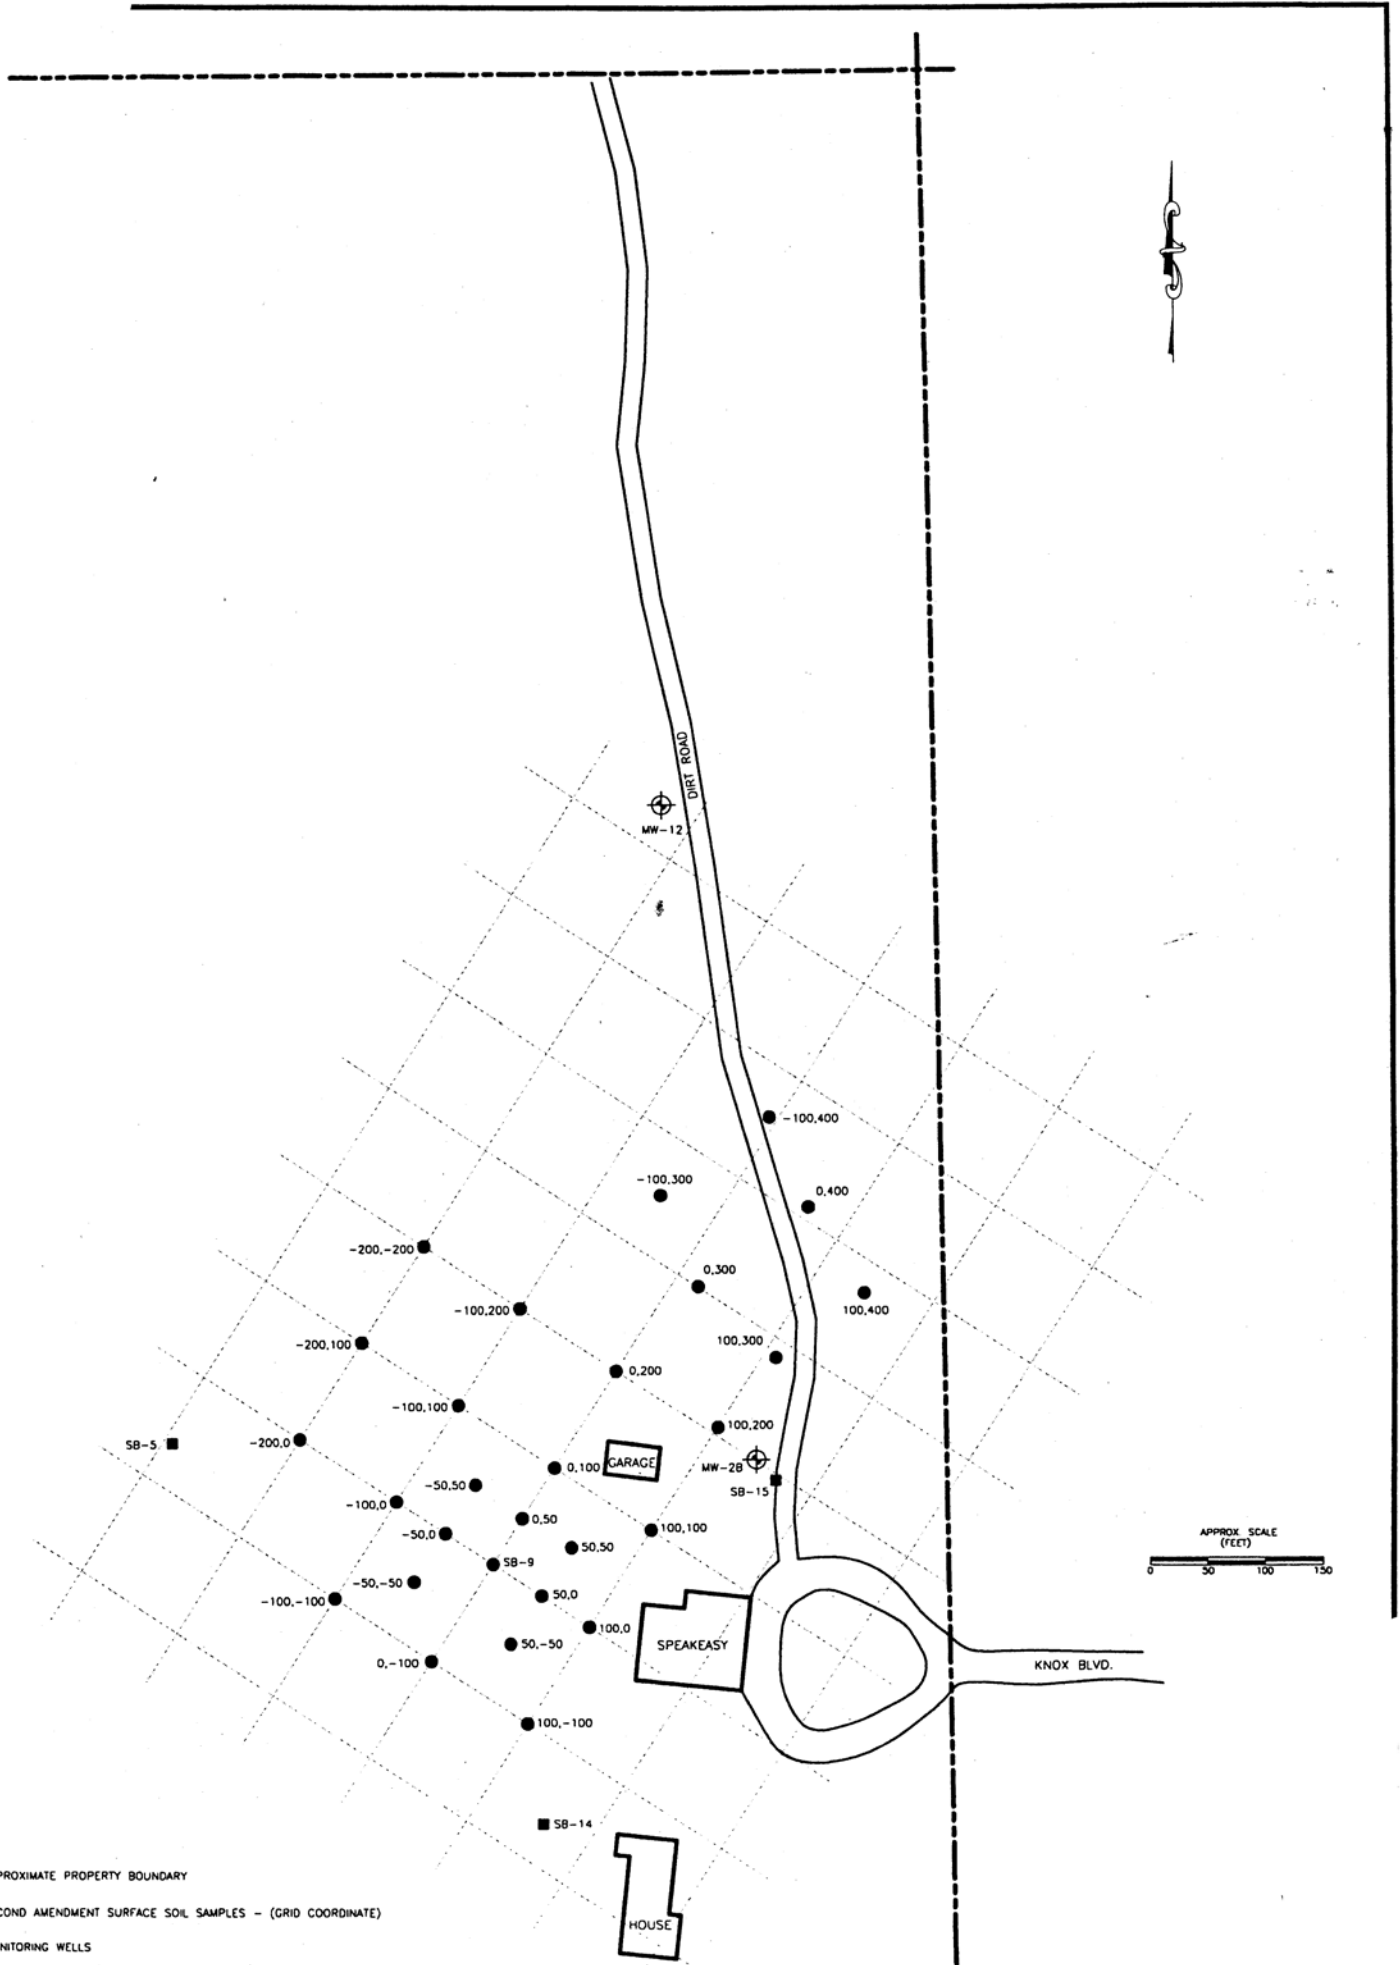 DIRT ROAD
MW-12
-100,400
-100,300
0,400
-200,-200
0,300
-100,200
100,400
-200,100
100,300
0,200
-100,100
100,200
SB-5
-200,0
GARAGE
0,100
MW-2B
-50,50
SB-15
-100,0
0,50
100,100
-50,0
50,50
APPROX SCALE
(FEET)
0 50 100 150
SB-9
-50,-50
50,0
-100,-100
100,0
50,-50
SPEAKEASY
0,-100
KNOX BLVD.
100,-100
SB-14
PROXIMATE PROPERTY BOUNDARY
COND AMENDMENT SURFACE SOIL SAMPLES - (GRID COORDINATE)
HOUSE
NITORING WELLS